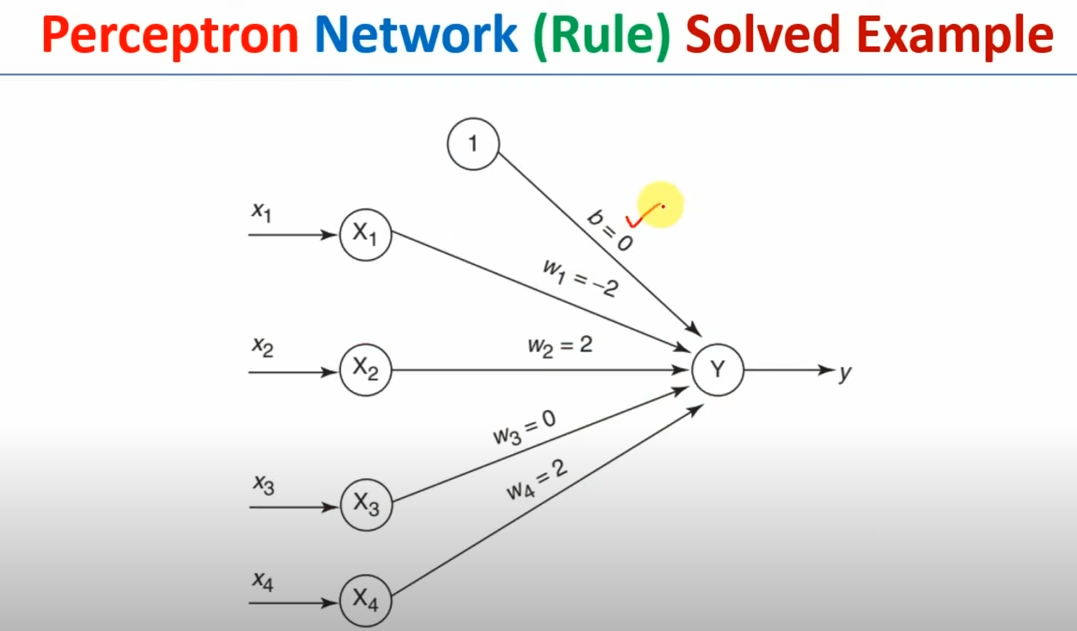 Perceptron Network (Rule) Solved Example
1
b = 0
x₁
X₁
w₁ = –2
x₂
X₂
w₂ = 2
Y
y
w₃ = 0
x₃
X₃
w₄ = 2
x₄
X₄